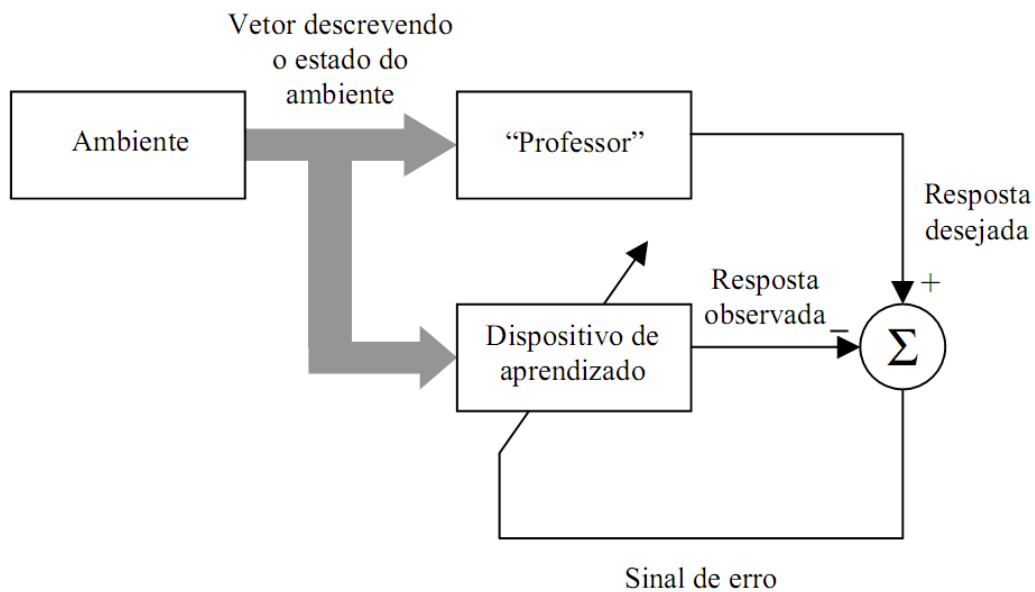 Vetor descrevendo
o estado do
ambiente
Ambiente
“Professor”
Resposta
desejada
+
Resposta
observada
−
Dispositivo de
aprendizado
Σ
Sinal de erro